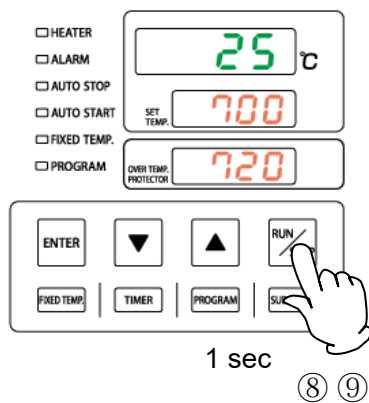 HEATER
ALARM
AUTO STOP
AUTO START
FIXED TEMP.
PROGRAM
25 ℃
SET TEMP. 700
OVER TEMP. PROTECTOR 720
ENTER ▼ ▲ RUN
FIXED TEMP. TIMER PROGRAM
1 sec
⑧ ⑨